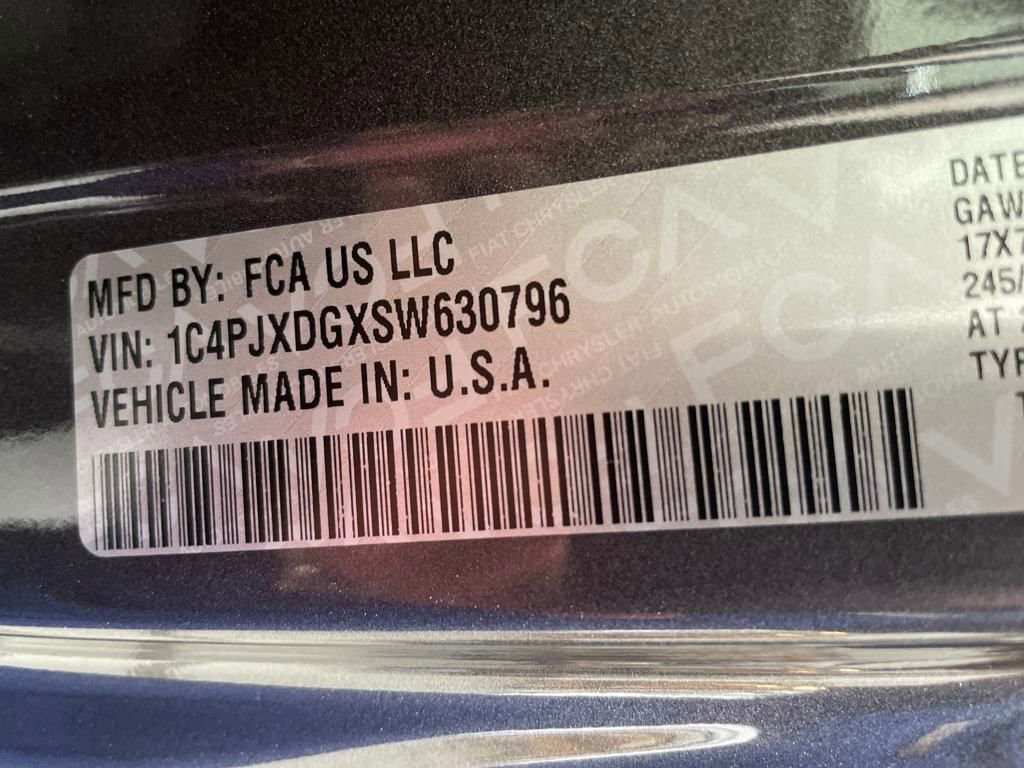 MFD BY: FCA US LLC
VIN: 1C4PJXDGXSW630796
VEHICLE MADE IN: U.S.A.
DATE
GAW
17X7
245/
AT
TYP